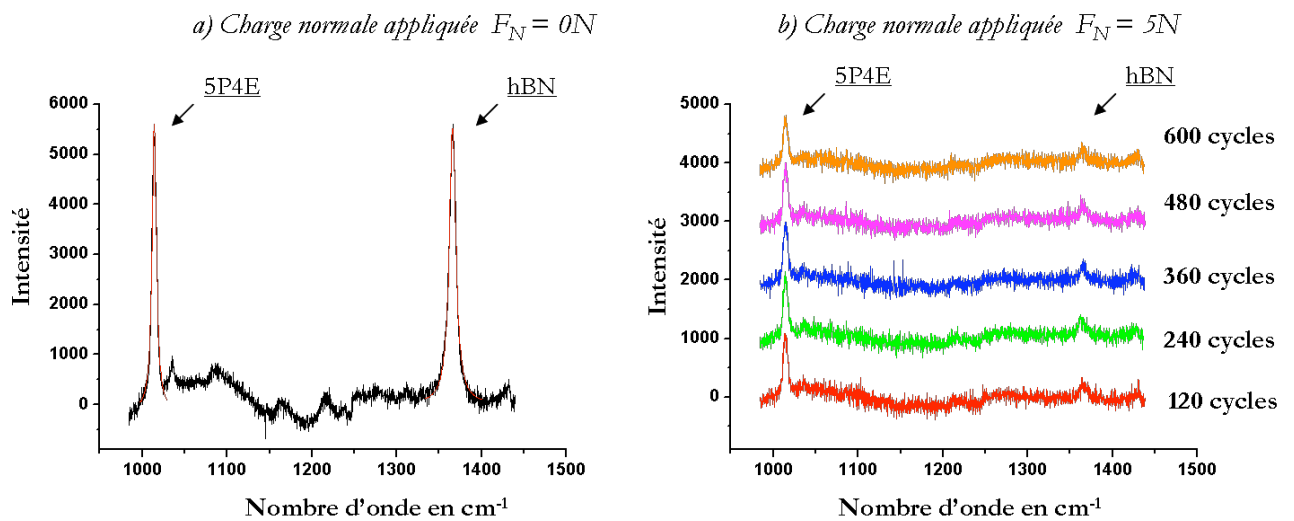 a) Charge normale appliquée F_N = 0N
5P4E
hBN
6000
5000
4000
3000
2000
1000
0
Intensité
1000 1100 1200 1300 1400 1500
Nombre d'onde en cm⁻¹
b) Charge normale appliquée F_N = 5N
5P4E
hBN
5000
4000
3000
2000
1000
0
Intensité
600 cycles
480 cycles
360 cycles
240 cycles
120 cycles
1000 1100 1200 1300 1400 1500
Nombre d'onde en cm⁻¹